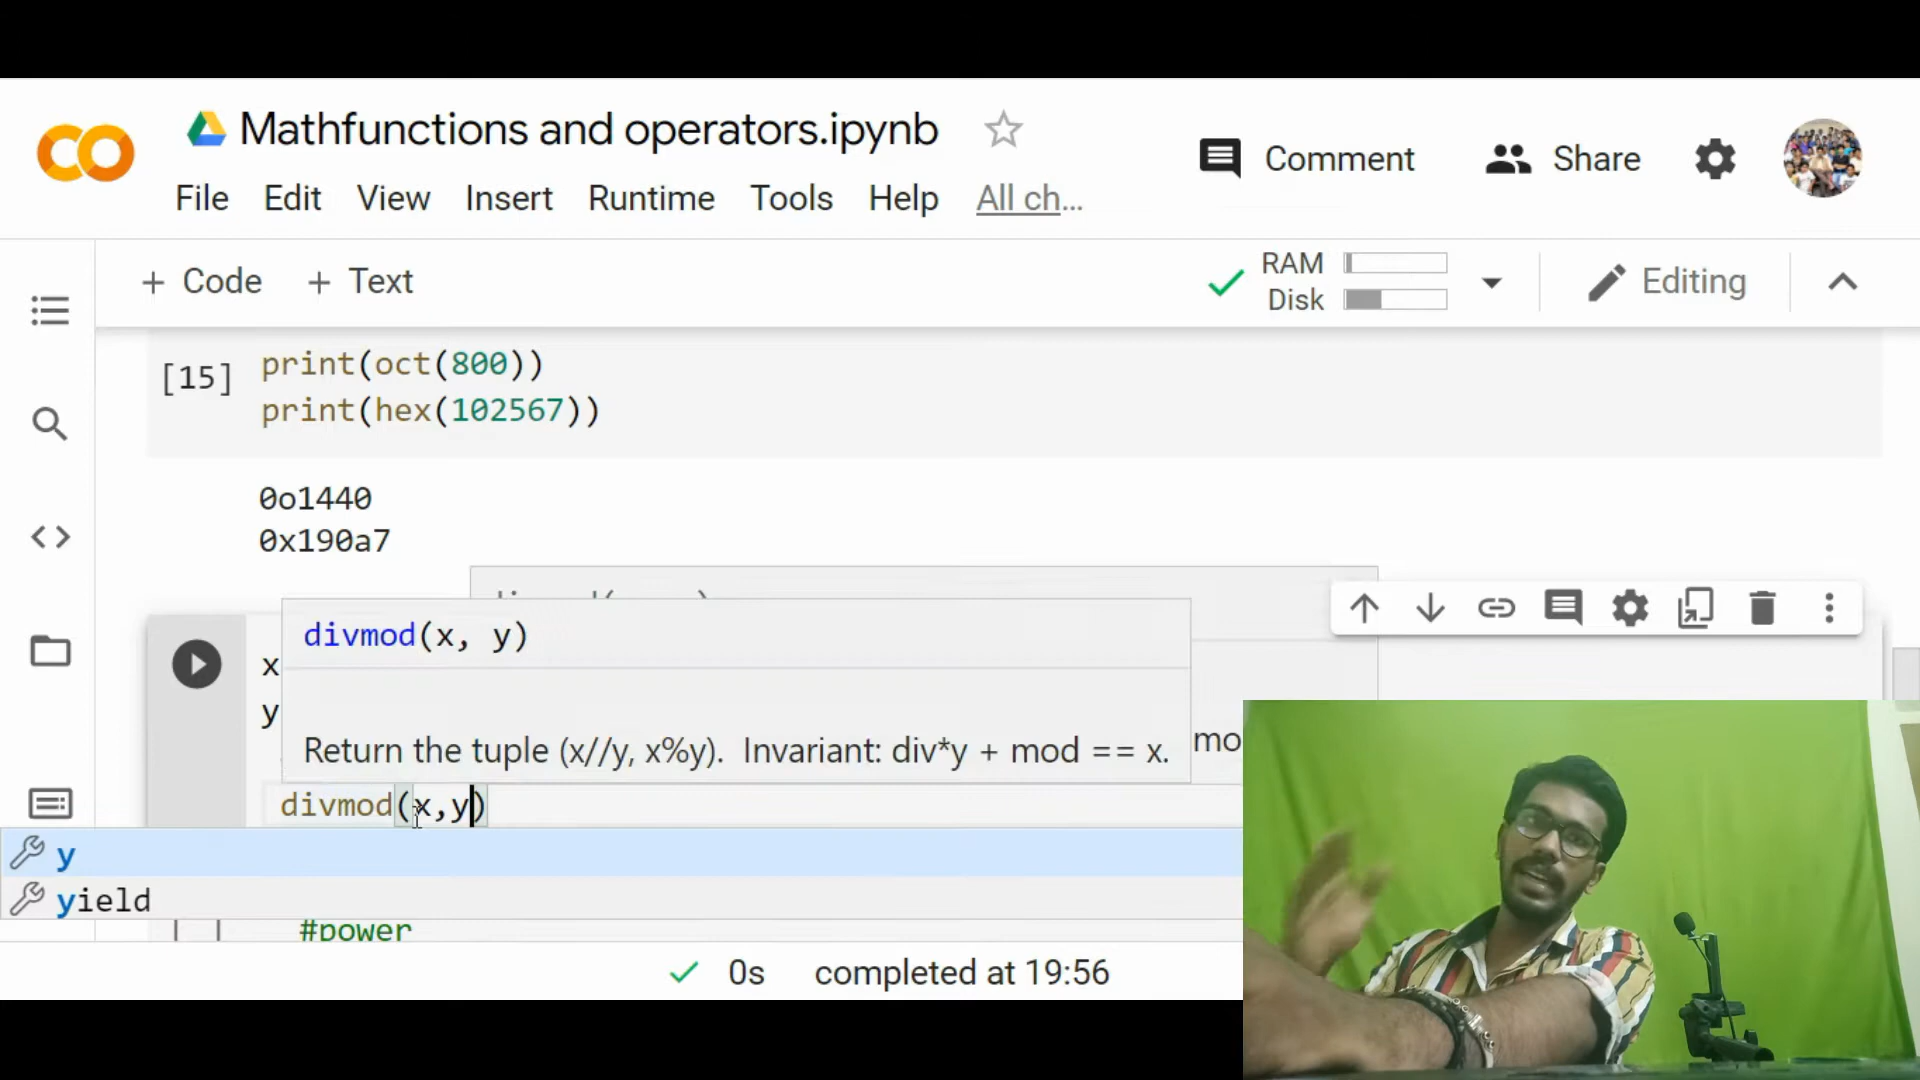 Mathfunctions and operators.ipynb
Comment
Share
File Edit View Insert Runtime Tools Help All ch...
+ Code + Text
RAM
Disk
Editing
[15]
print(oct(800))
print(hex(102567))
0o1440
0x190a7
divmod(x, y)
x
y
Return the tuple (x//y, x%y). Invariant: div*y + mod == x.
mo
divmod(x,y)
y
yield
[ ]
#power
0s completed at 19:56